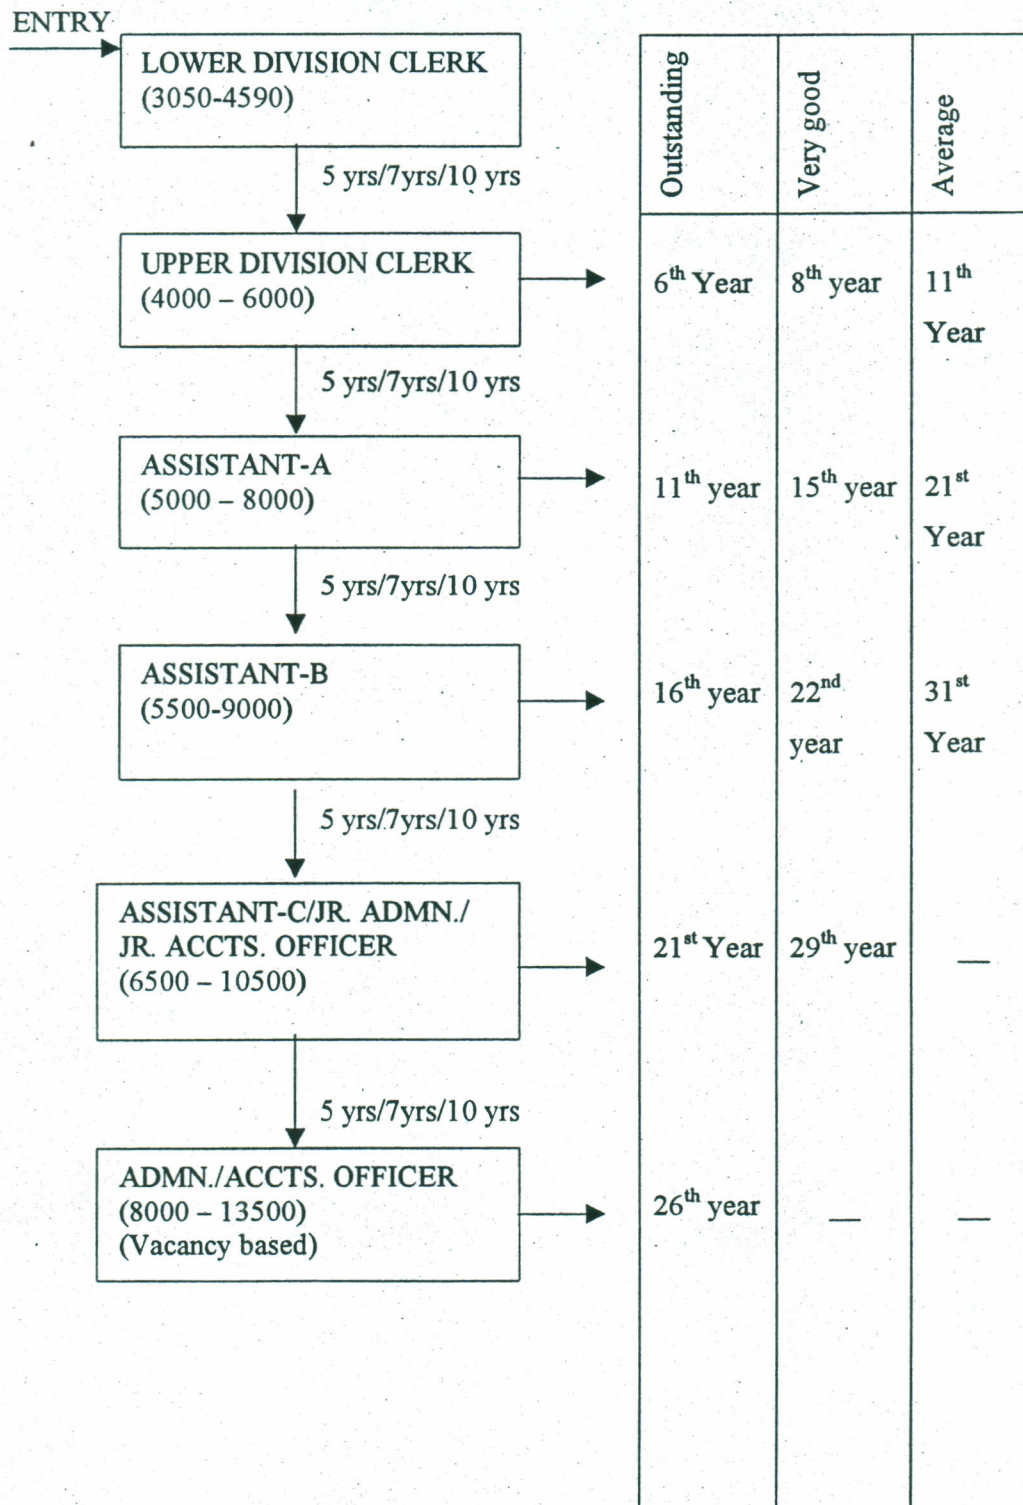 ENTRY
LOWER DIVISION CLERK
(3050-4590)
Outstanding
Very good
Average
5 yrs/7yrs/10 yrs
UPPER DIVISION CLERK
(4000 – 6000)
6th Year
8th year
11th
Year
5 yrs/7yrs/10 yrs
ASSISTANT-A
(5000 – 8000)
11th year
15th year
21st
Year
5 yrs/7yrs/10 yrs
ASSISTANT-B
(5500-9000)
16th year
22nd
year
31st
Year
5 yrs/7yrs/10 yrs
ASSISTANT-C/JR. ADMN./
JR. ACCTS. OFFICER
(6500 – 10500)
21st Year
29th year
—
5 yrs/7yrs/10 yrs
ADMN./ACCTS. OFFICER
(8000 – 13500)
(Vacancy based)
26th year
—
—